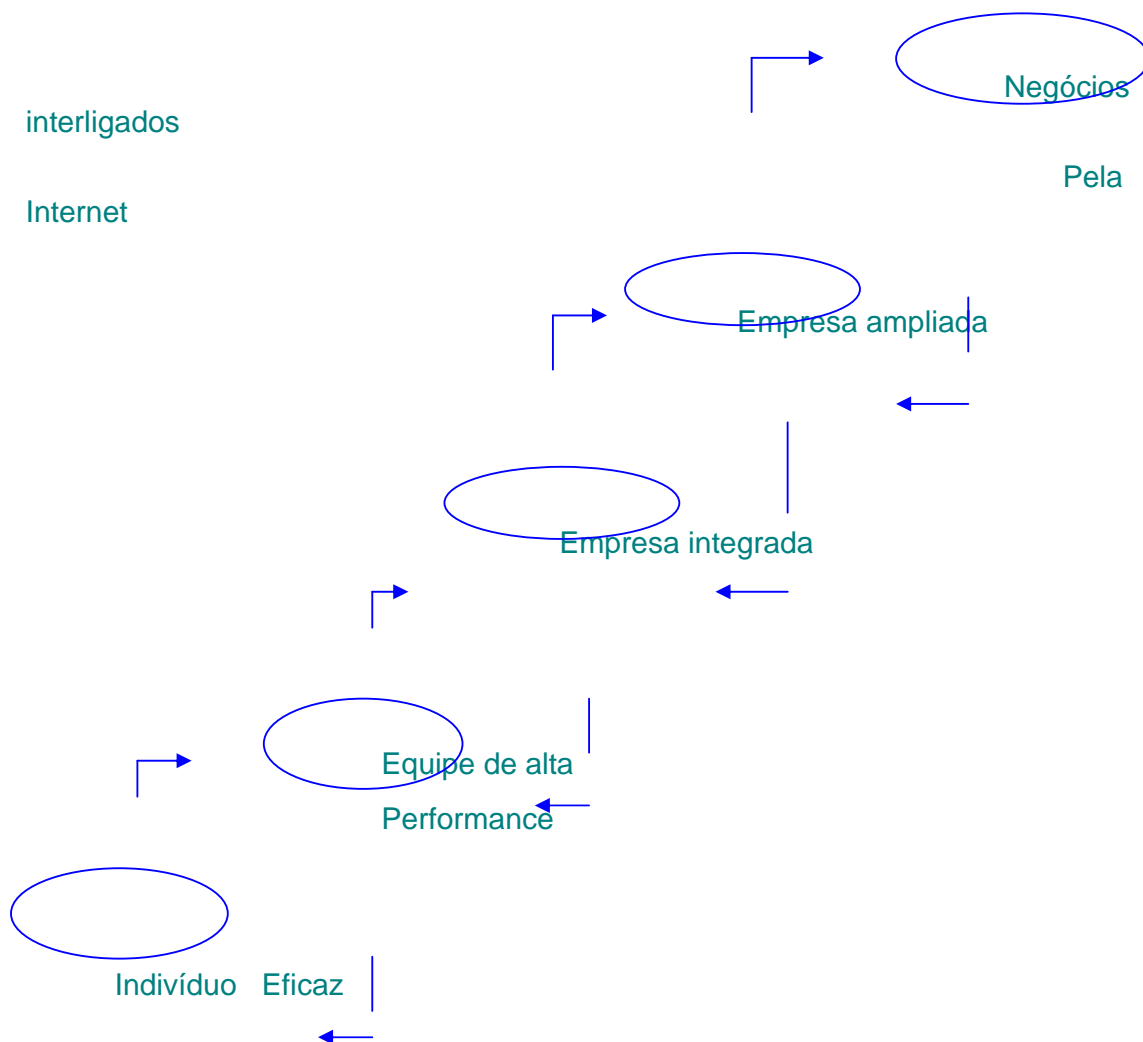 Negócios
interligados
Pela
Internet
Empresa ampliada
Empresa integrada
Equipe de alta
Performance
Indivíduo Eficaz